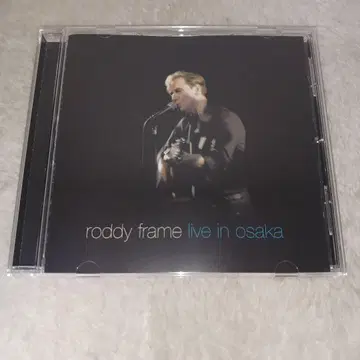 roddy frame live in osaka